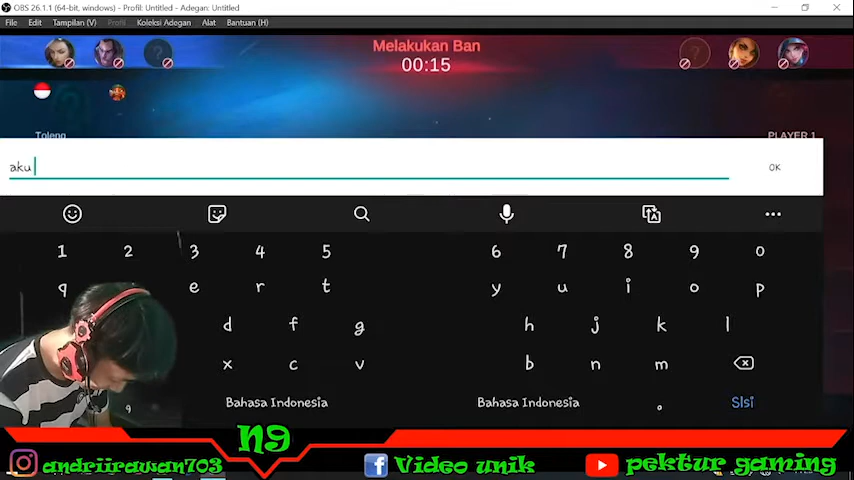 OBS 26.1.1 (64-bit, windows) - Profil: Untitled - Adegan: Untitled
File Edit Tampilan (V) Profil Koleksi Adegan Alat Bantuan (H)
Melakukan Ban
00:15
Toleng PLAYER 1
aku OK
1 2 3 4 5 6 7 8 9 0
q e r t y u i o p
d f g h j k l
x c v b n m
, Bahasa Indonesia Bahasa Indonesia . SIsi
N9
andriirawan703 Video unik pektur gaming